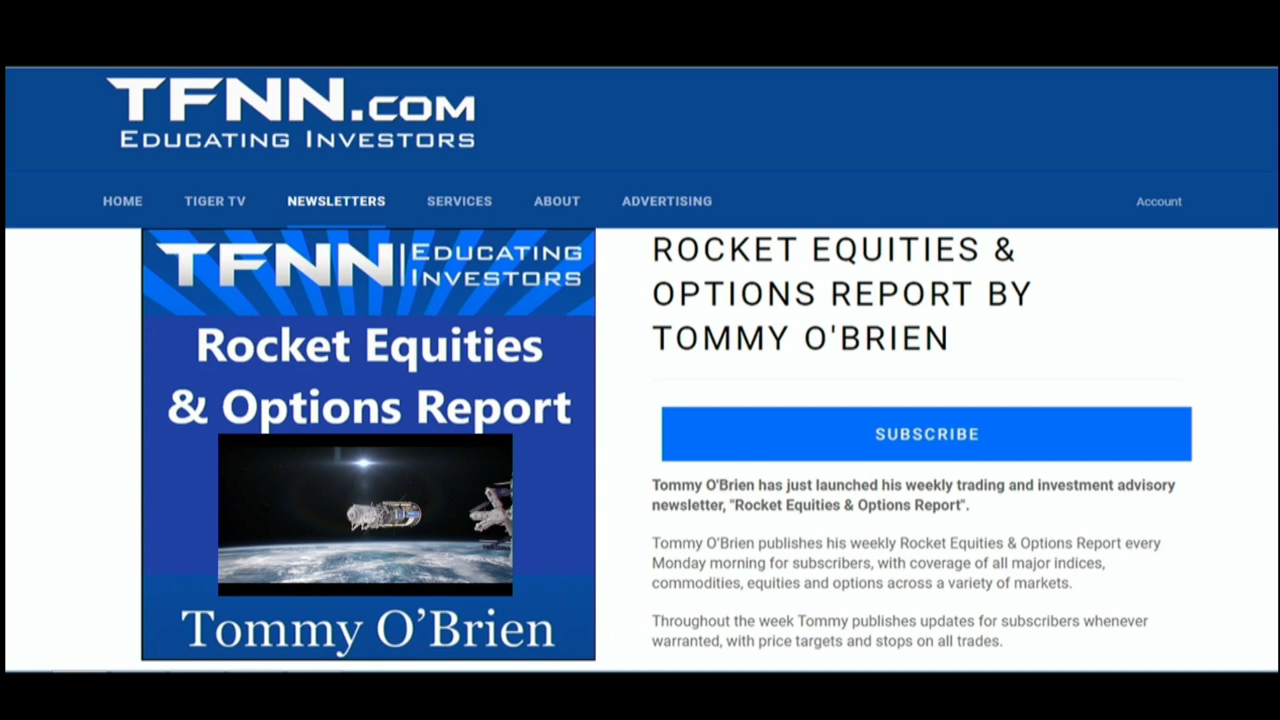 TFNN.COM
EDUCATING INVESTORS
HOME TIGER TV NEWSLETTERS SERVICES ABOUT ADVERTISING Account
TFNN | EDUCATING
INVESTORS
Rocket Equities
& Options Report
Tommy O’Brien
ROCKET EQUITIES &
OPTIONS REPORT BY
TOMMY O'BRIEN
SUBSCRIBE
Tommy O'Brien has just launched his weekly trading and investment advisory
newsletter, "Rocket Equities & Options Report".
Tommy O’Brien publishes his weekly Rocket Equities & Options Report every
Monday morning for subscribers, with coverage of all major indices,
commodities, equities and options across a variety of markets.
Throughout the week Tommy publishes updates for subscribers whenever
warranted, with price targets and stops on all trades.